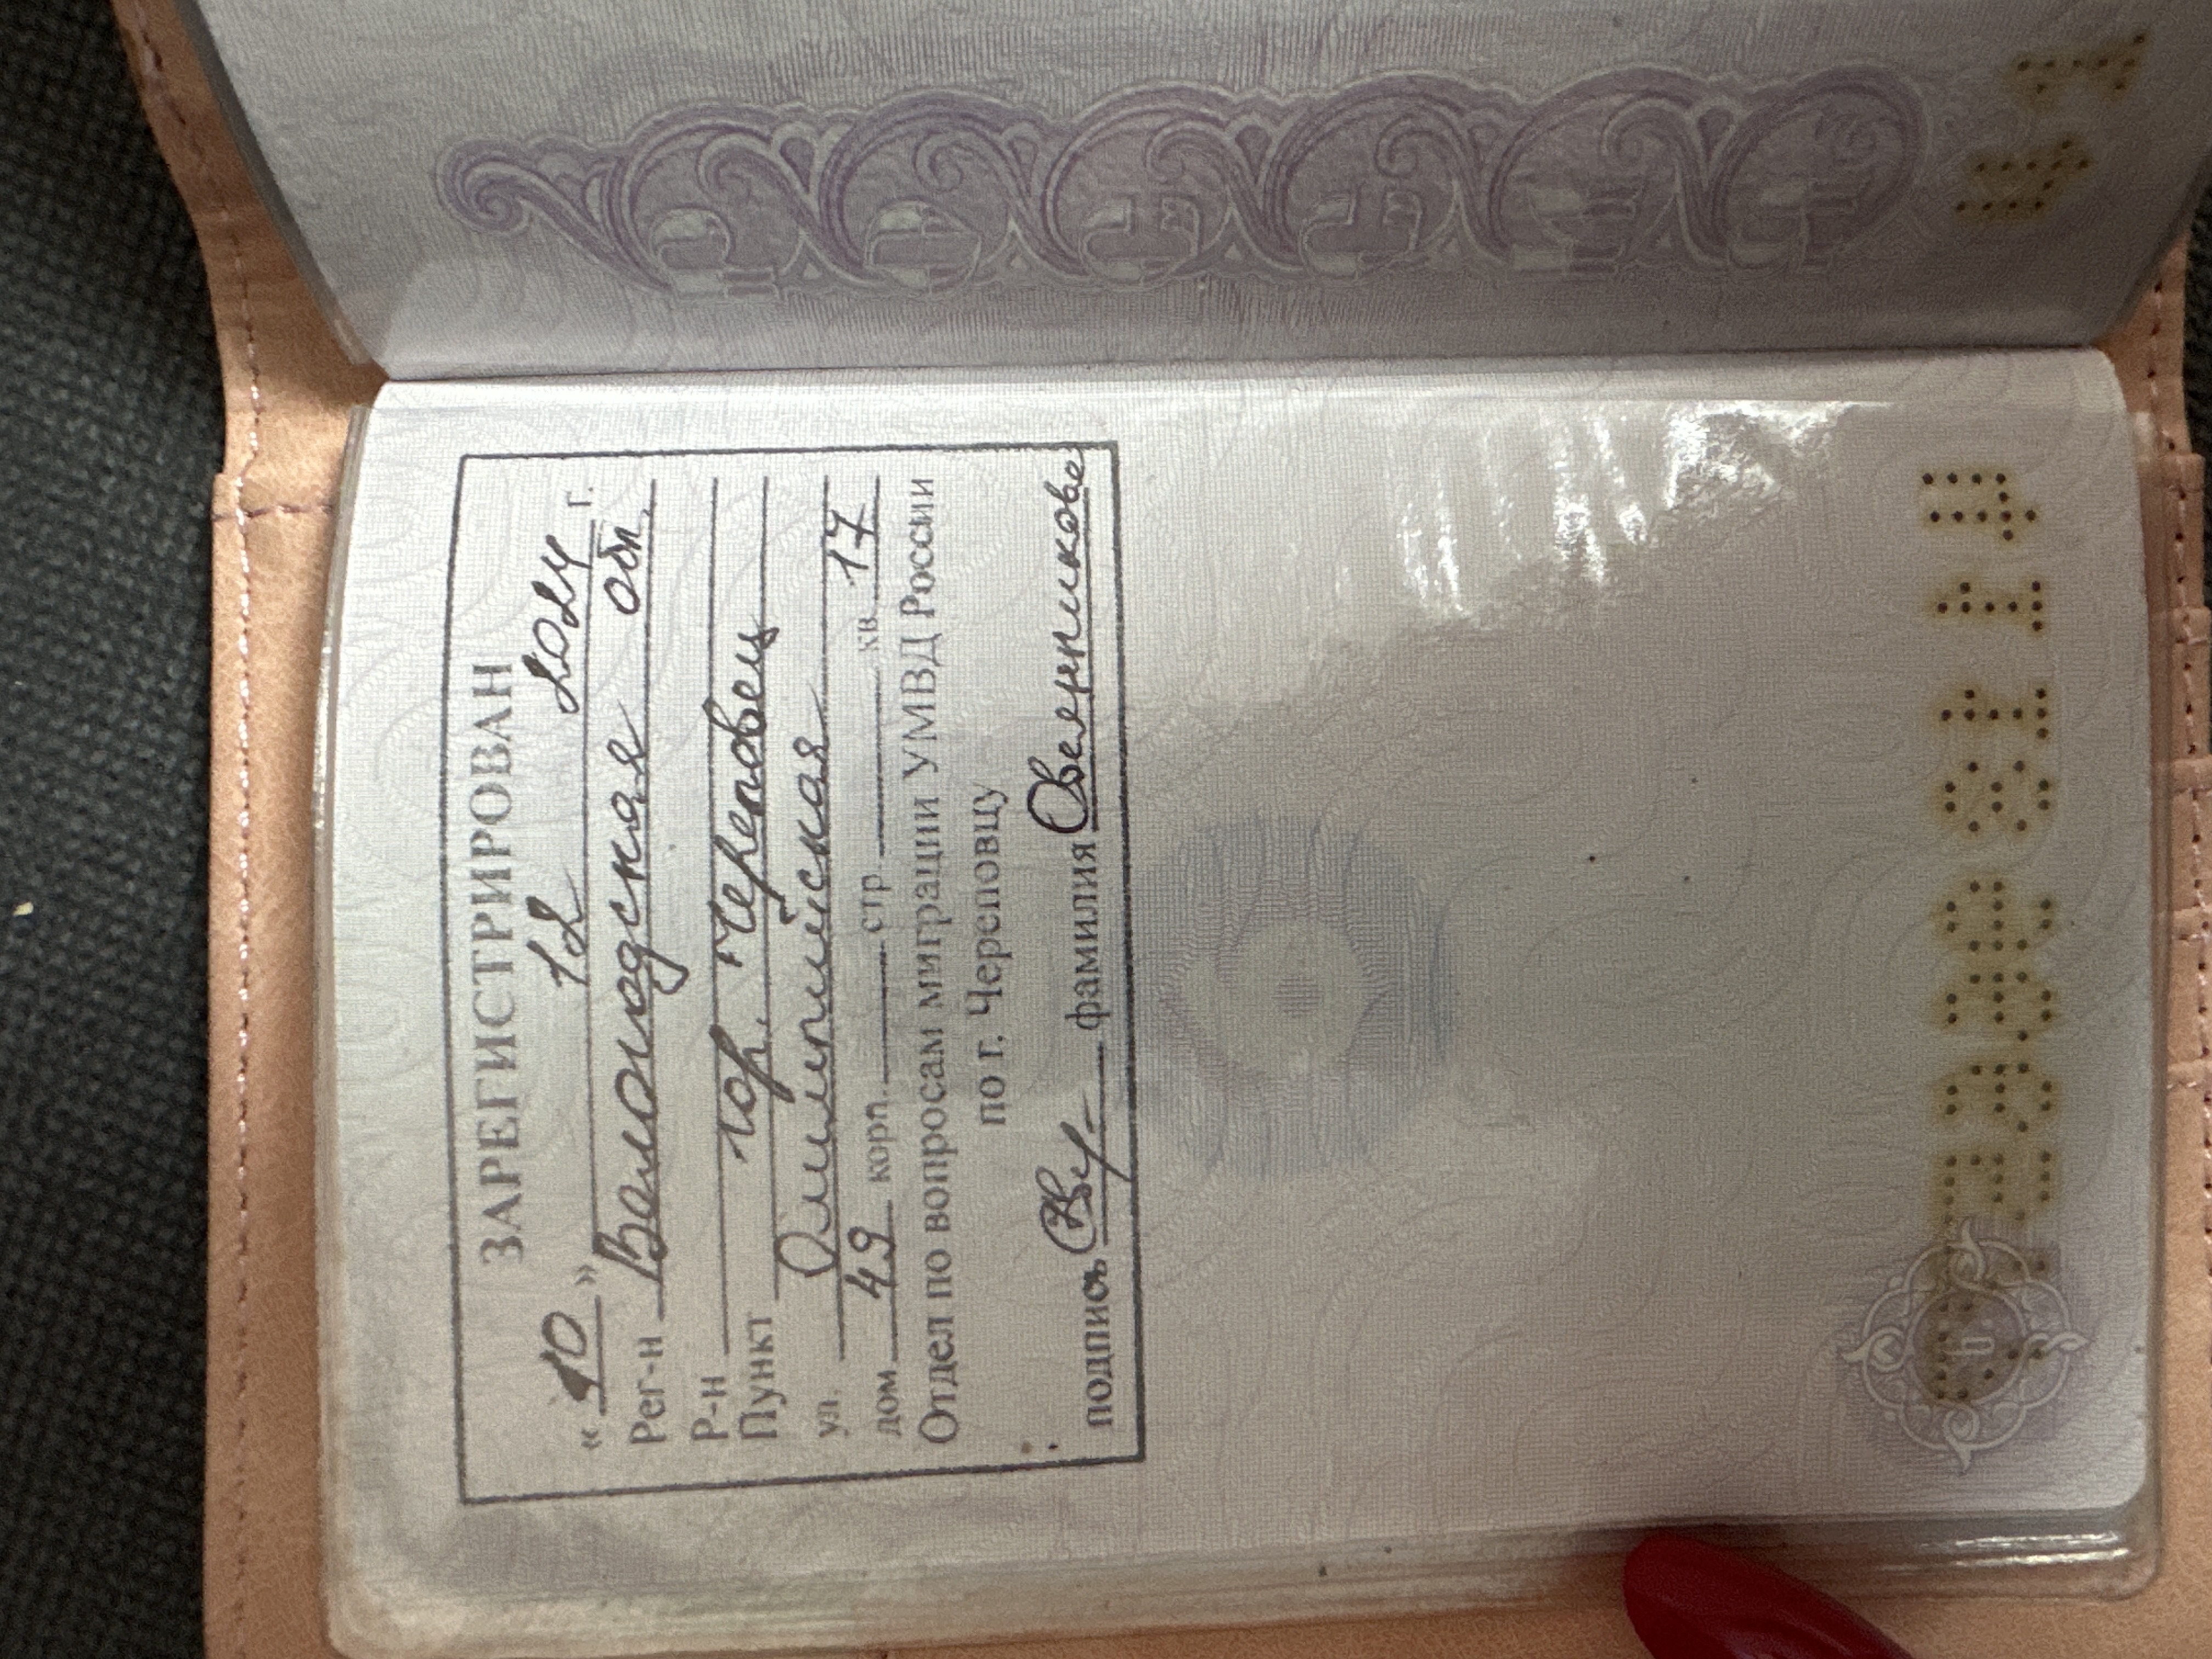 ЗАРЕГИСТРИРОВАН
« 10 » 12 2024 г.
Рег-н Вологодская обл.
Р-н
Пункт гор. Череповец
ул. Олимпийская
дом 49 корп. стр. кв. 17
Отдел по вопросам миграции УМВД России
по г. Череповцу
подпись фамилия Овсянникова